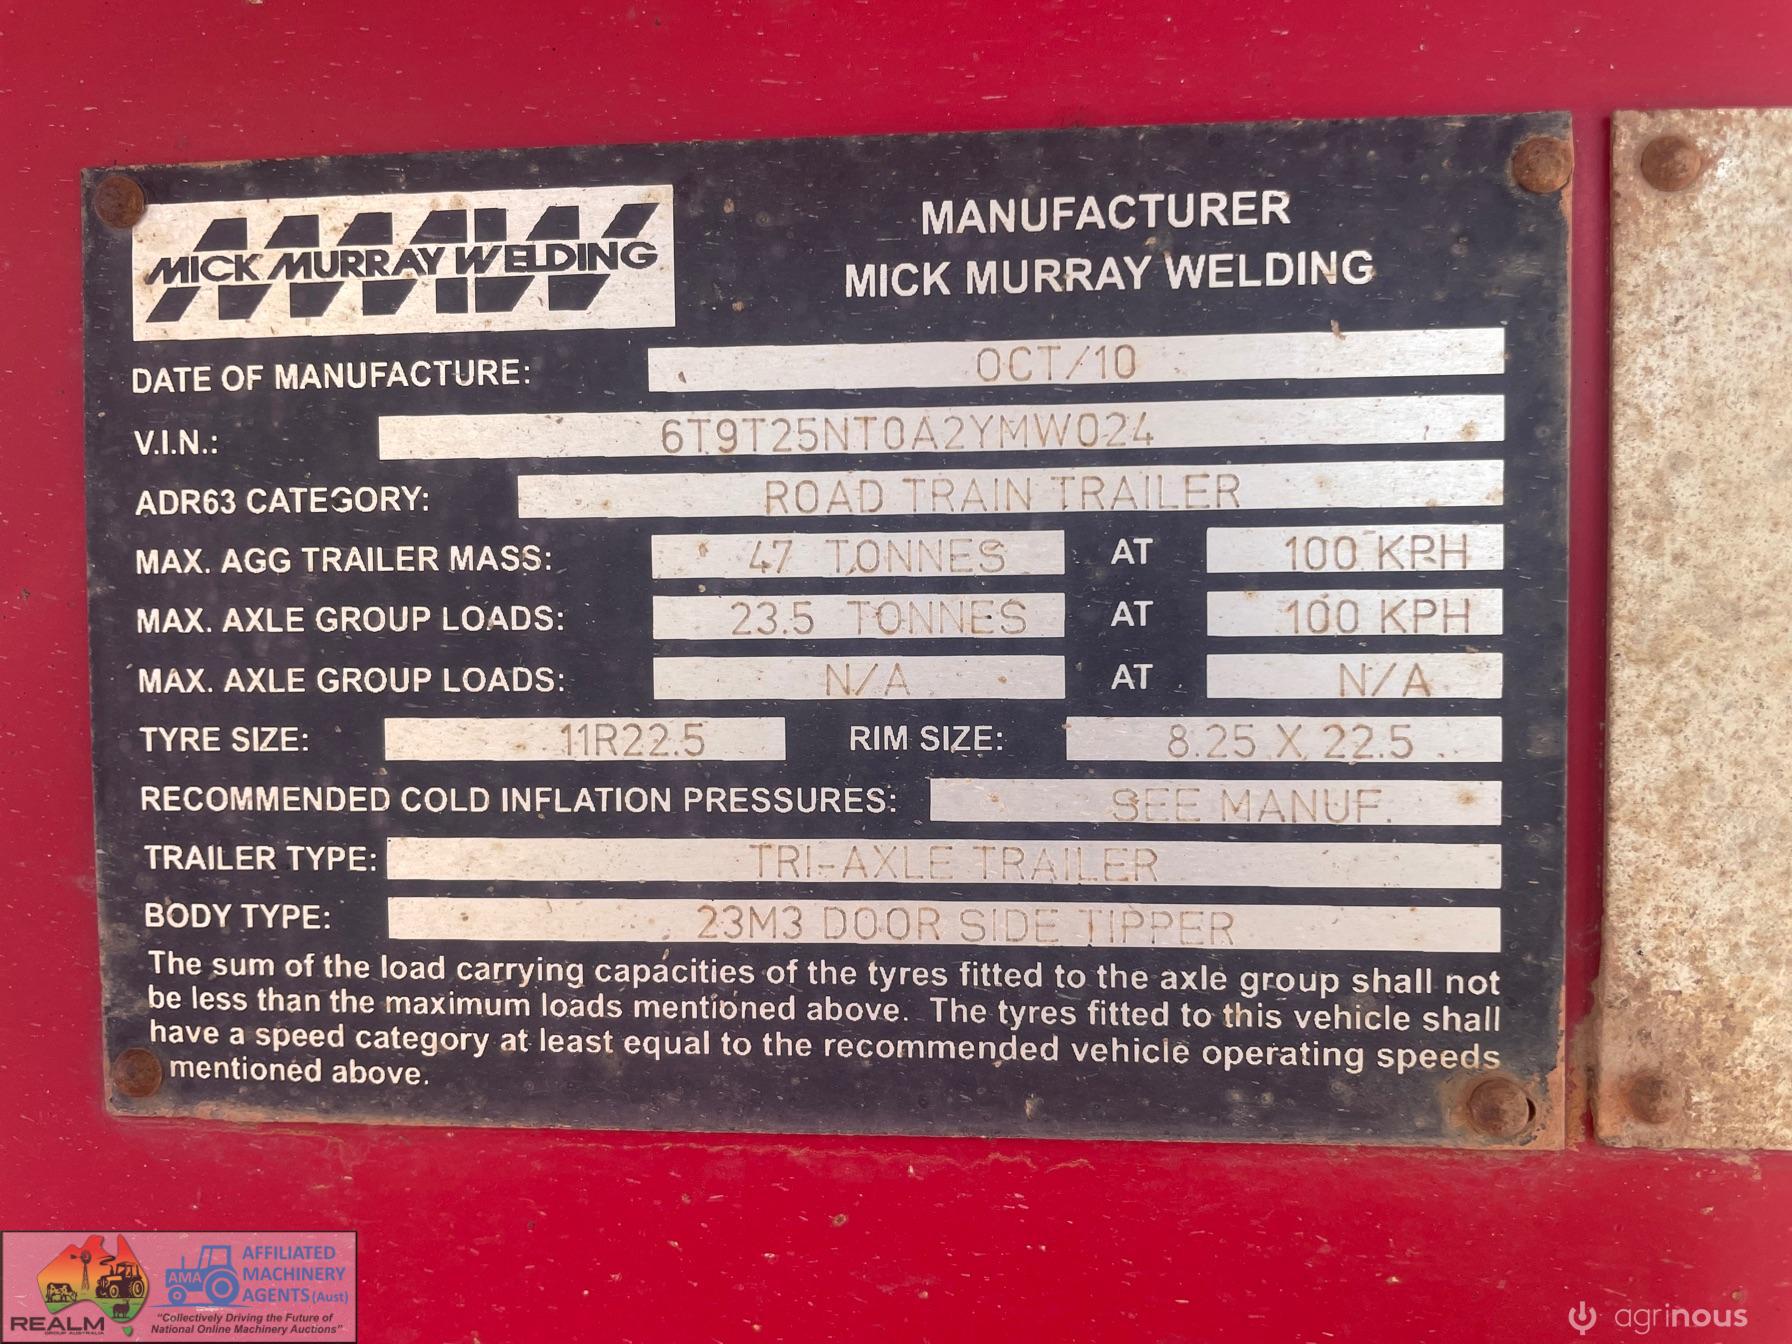 MICK MURRAY WELDING
MANUFACTURER
MICK MURRAY WELDING
DATE OF MANUFACTURE: OCT/10
V.I.N.: 6T9T25NT0A2YMW024
ADR63 CATEGORY: ROAD TRAIN TRAILER
MAX. AGG TRAILER MASS: 47 TONNES AT 100 KPH
MAX. AXLE GROUP LOADS: 23.5 TONNES AT 100 KPH
MAX. AXLE GROUP LOADS: N/A AT N/A
TYRE SIZE: 11R22.5 RIM SIZE: 8.25 X 22.5
RECOMMENDED COLD INFLATION PRESSURES: SEE MANUF.
TRAILER TYPE: TRI-AXLE TRAILER
BODY TYPE: 23M3 DOOR SIDE TIPPER
The sum of the load carrying capacities of the tyres fitted to the axle group shall not
be less than the maximum loads mentioned above. The tyres fitted to this vehicle shall
have a speed category at least equal to the recommended vehicle operating speeds
mentioned above.
REALM
GROUP AUSTRALIA
AMA
AFFILIATED
MACHINERY
AGENTS (Aust)
"Collectively Driving the Future of
National Online Machinery Auctions"
agrinous